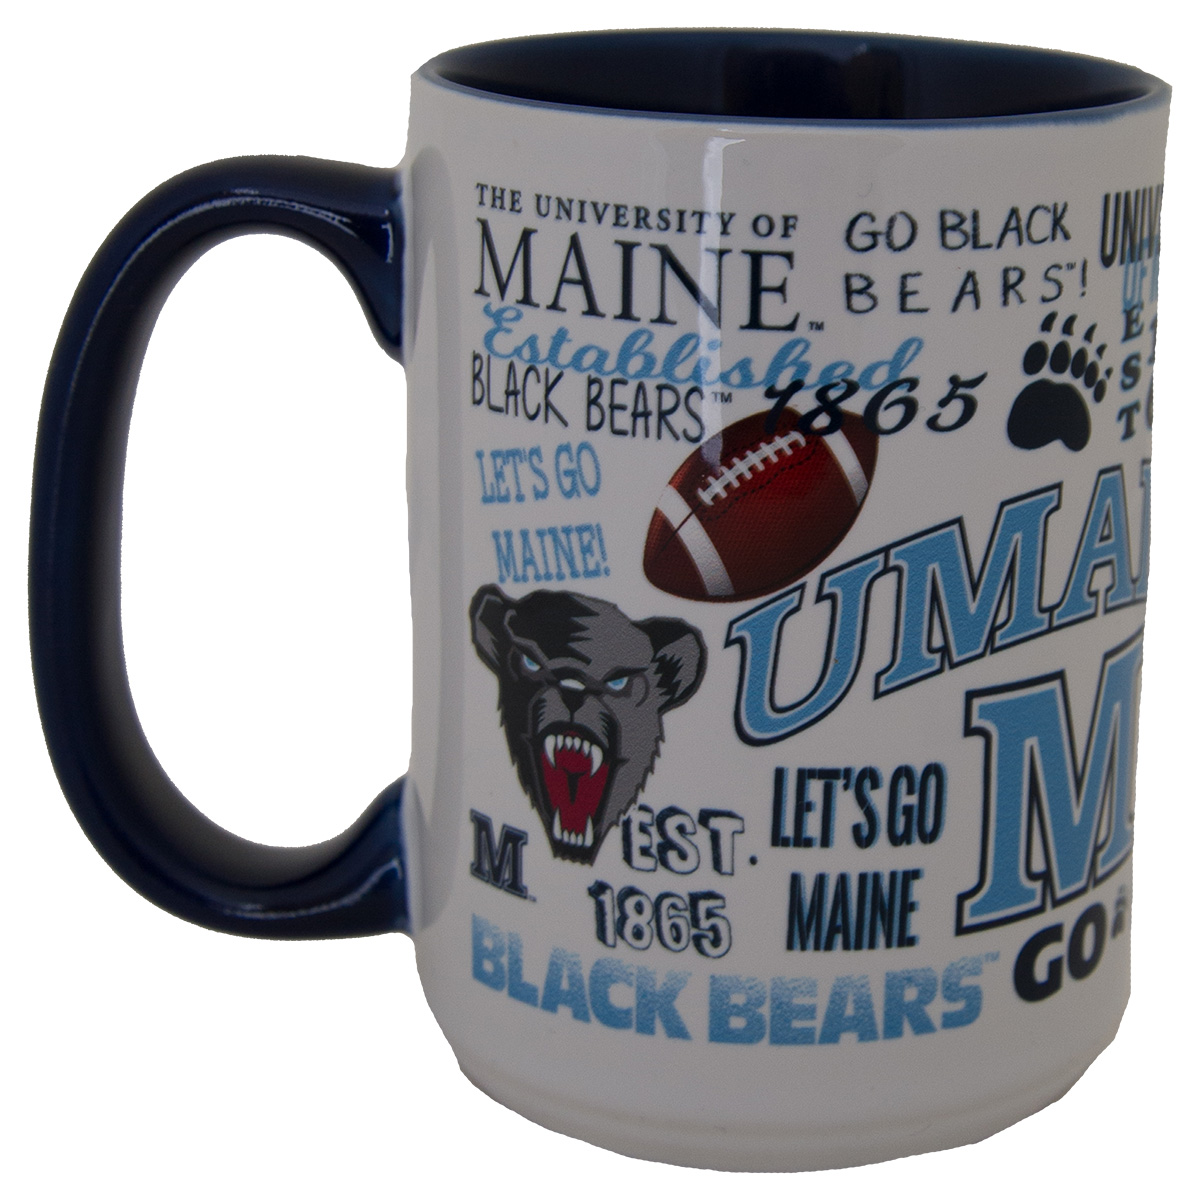 THE UNIVERSITY OF
MAINE™
GO BLACK
BEARS™!
Established
1865
BLACK BEARS™
LET'S GO
MAINE!
EST
M
EST.
1865
LET'S GO
MAINE
M
GO
BLACK BEARS™